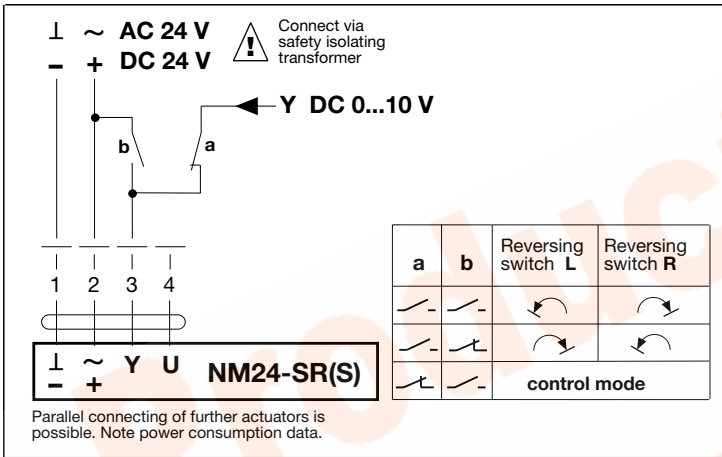 ⊥ ~ AC 24 V
– + DC 24 V
Connect via
safety isolating
transformer
!
Y DC 0...10 V
b
a
1 2 3 4
⊥ ~ Y U
– +
NM24-SR(S)
Parallel connecting of further actuators is
possible. Note power consumption data.
a b Reversing switch L Reversing switch R
control mode
Produc